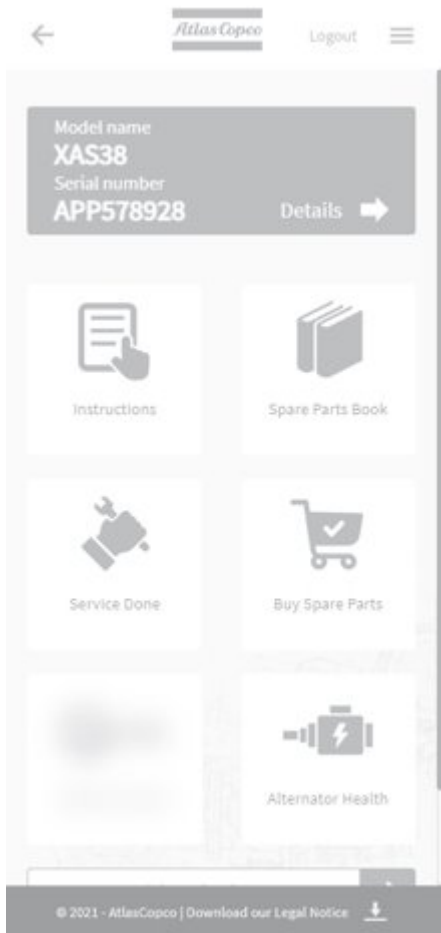 Atlas Copco
Logout
Model name
XAS38
Serial number
APP578928
Details
Instructions
Spare Parts Book
Service Done
Buy Spare Parts
Alternator Health
© 2021 - AtlasCopco | Download our Legal Notice